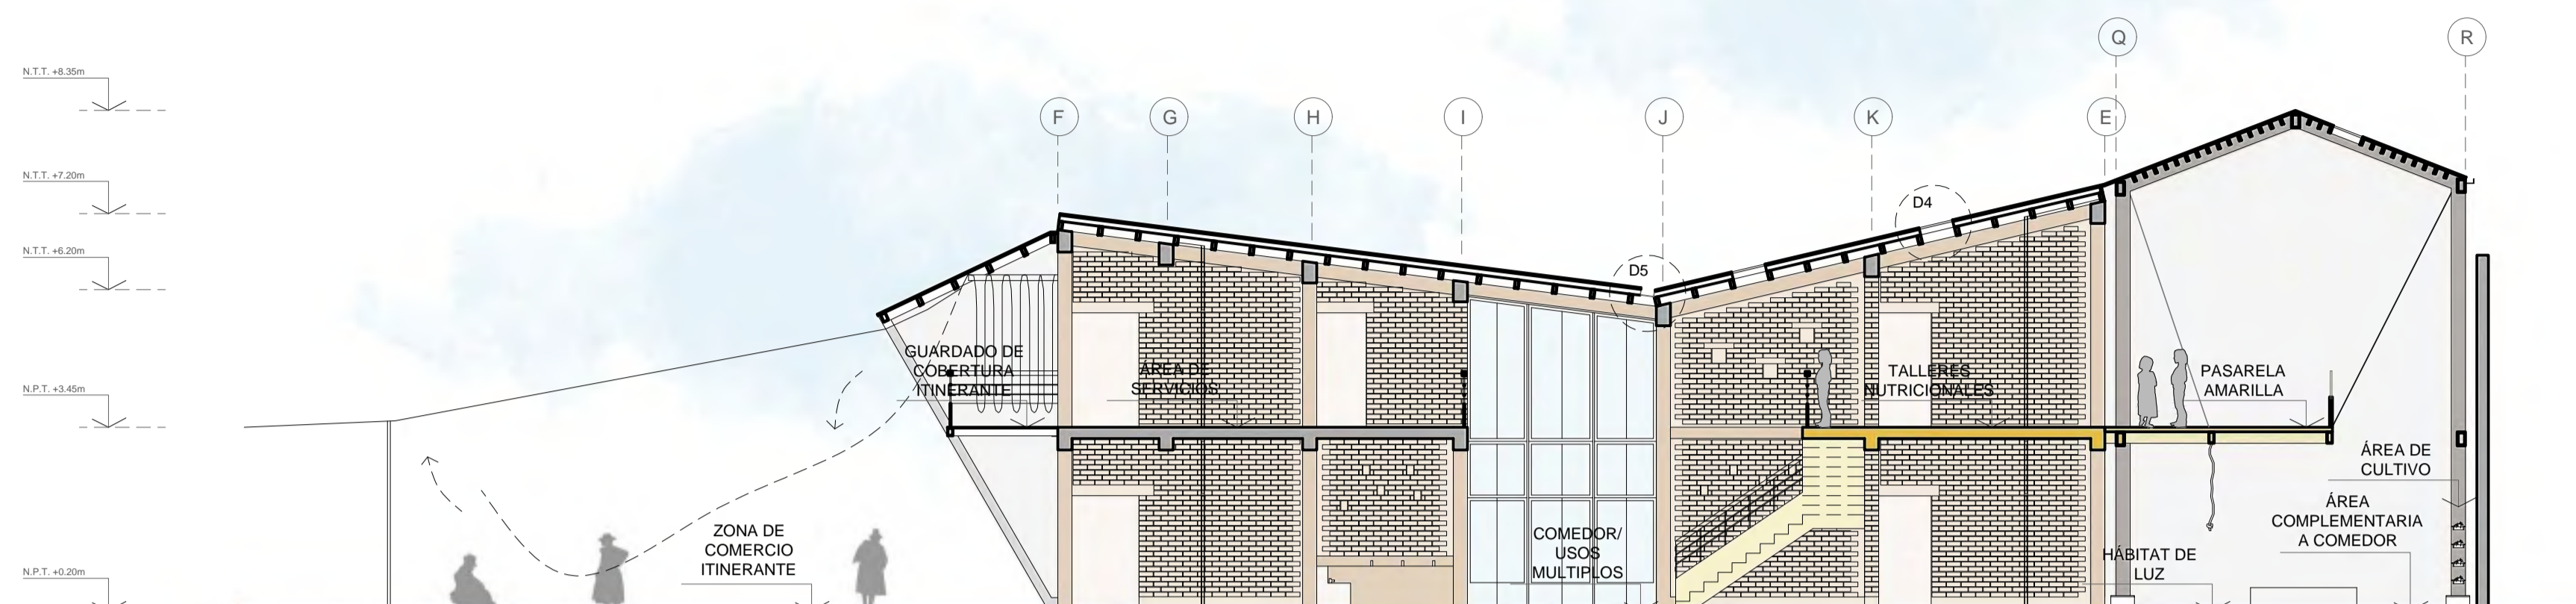 Q
R
N.T.T. +8.35m
F
G
H
I
J
K
E
N.T.T. +7.20m
D4
N.T.T. +6.20m
D5
GUARDADO DE
COBERTURA
ITINERANTE
ÁREA DE
SERVICIOS
TALLERES
NUTRICIONALES
PASARELA
AMARILLA
N.P.T. +3.45m
ÁREA DE
CULTIVO
ÁREA
COMPLEMENTARIA
A COMEDOR
ZONA DE
COMERCIO
ITINERANTE
COMEDOR/
USOS
MULTIPLOS
HÁBITAT DE
LUZ
N.P.T. +0.20m